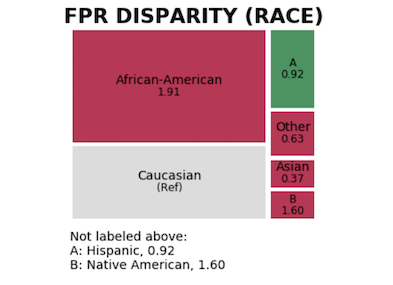 FPR DISPARITY (RACE)
African-American
1.91
A
0.92
Other
0.63
Caucasian
(Ref)
Asian
0.37
B
1.60
Not labeled above:
A: Hispanic, 0.92
B: Native American, 1.60